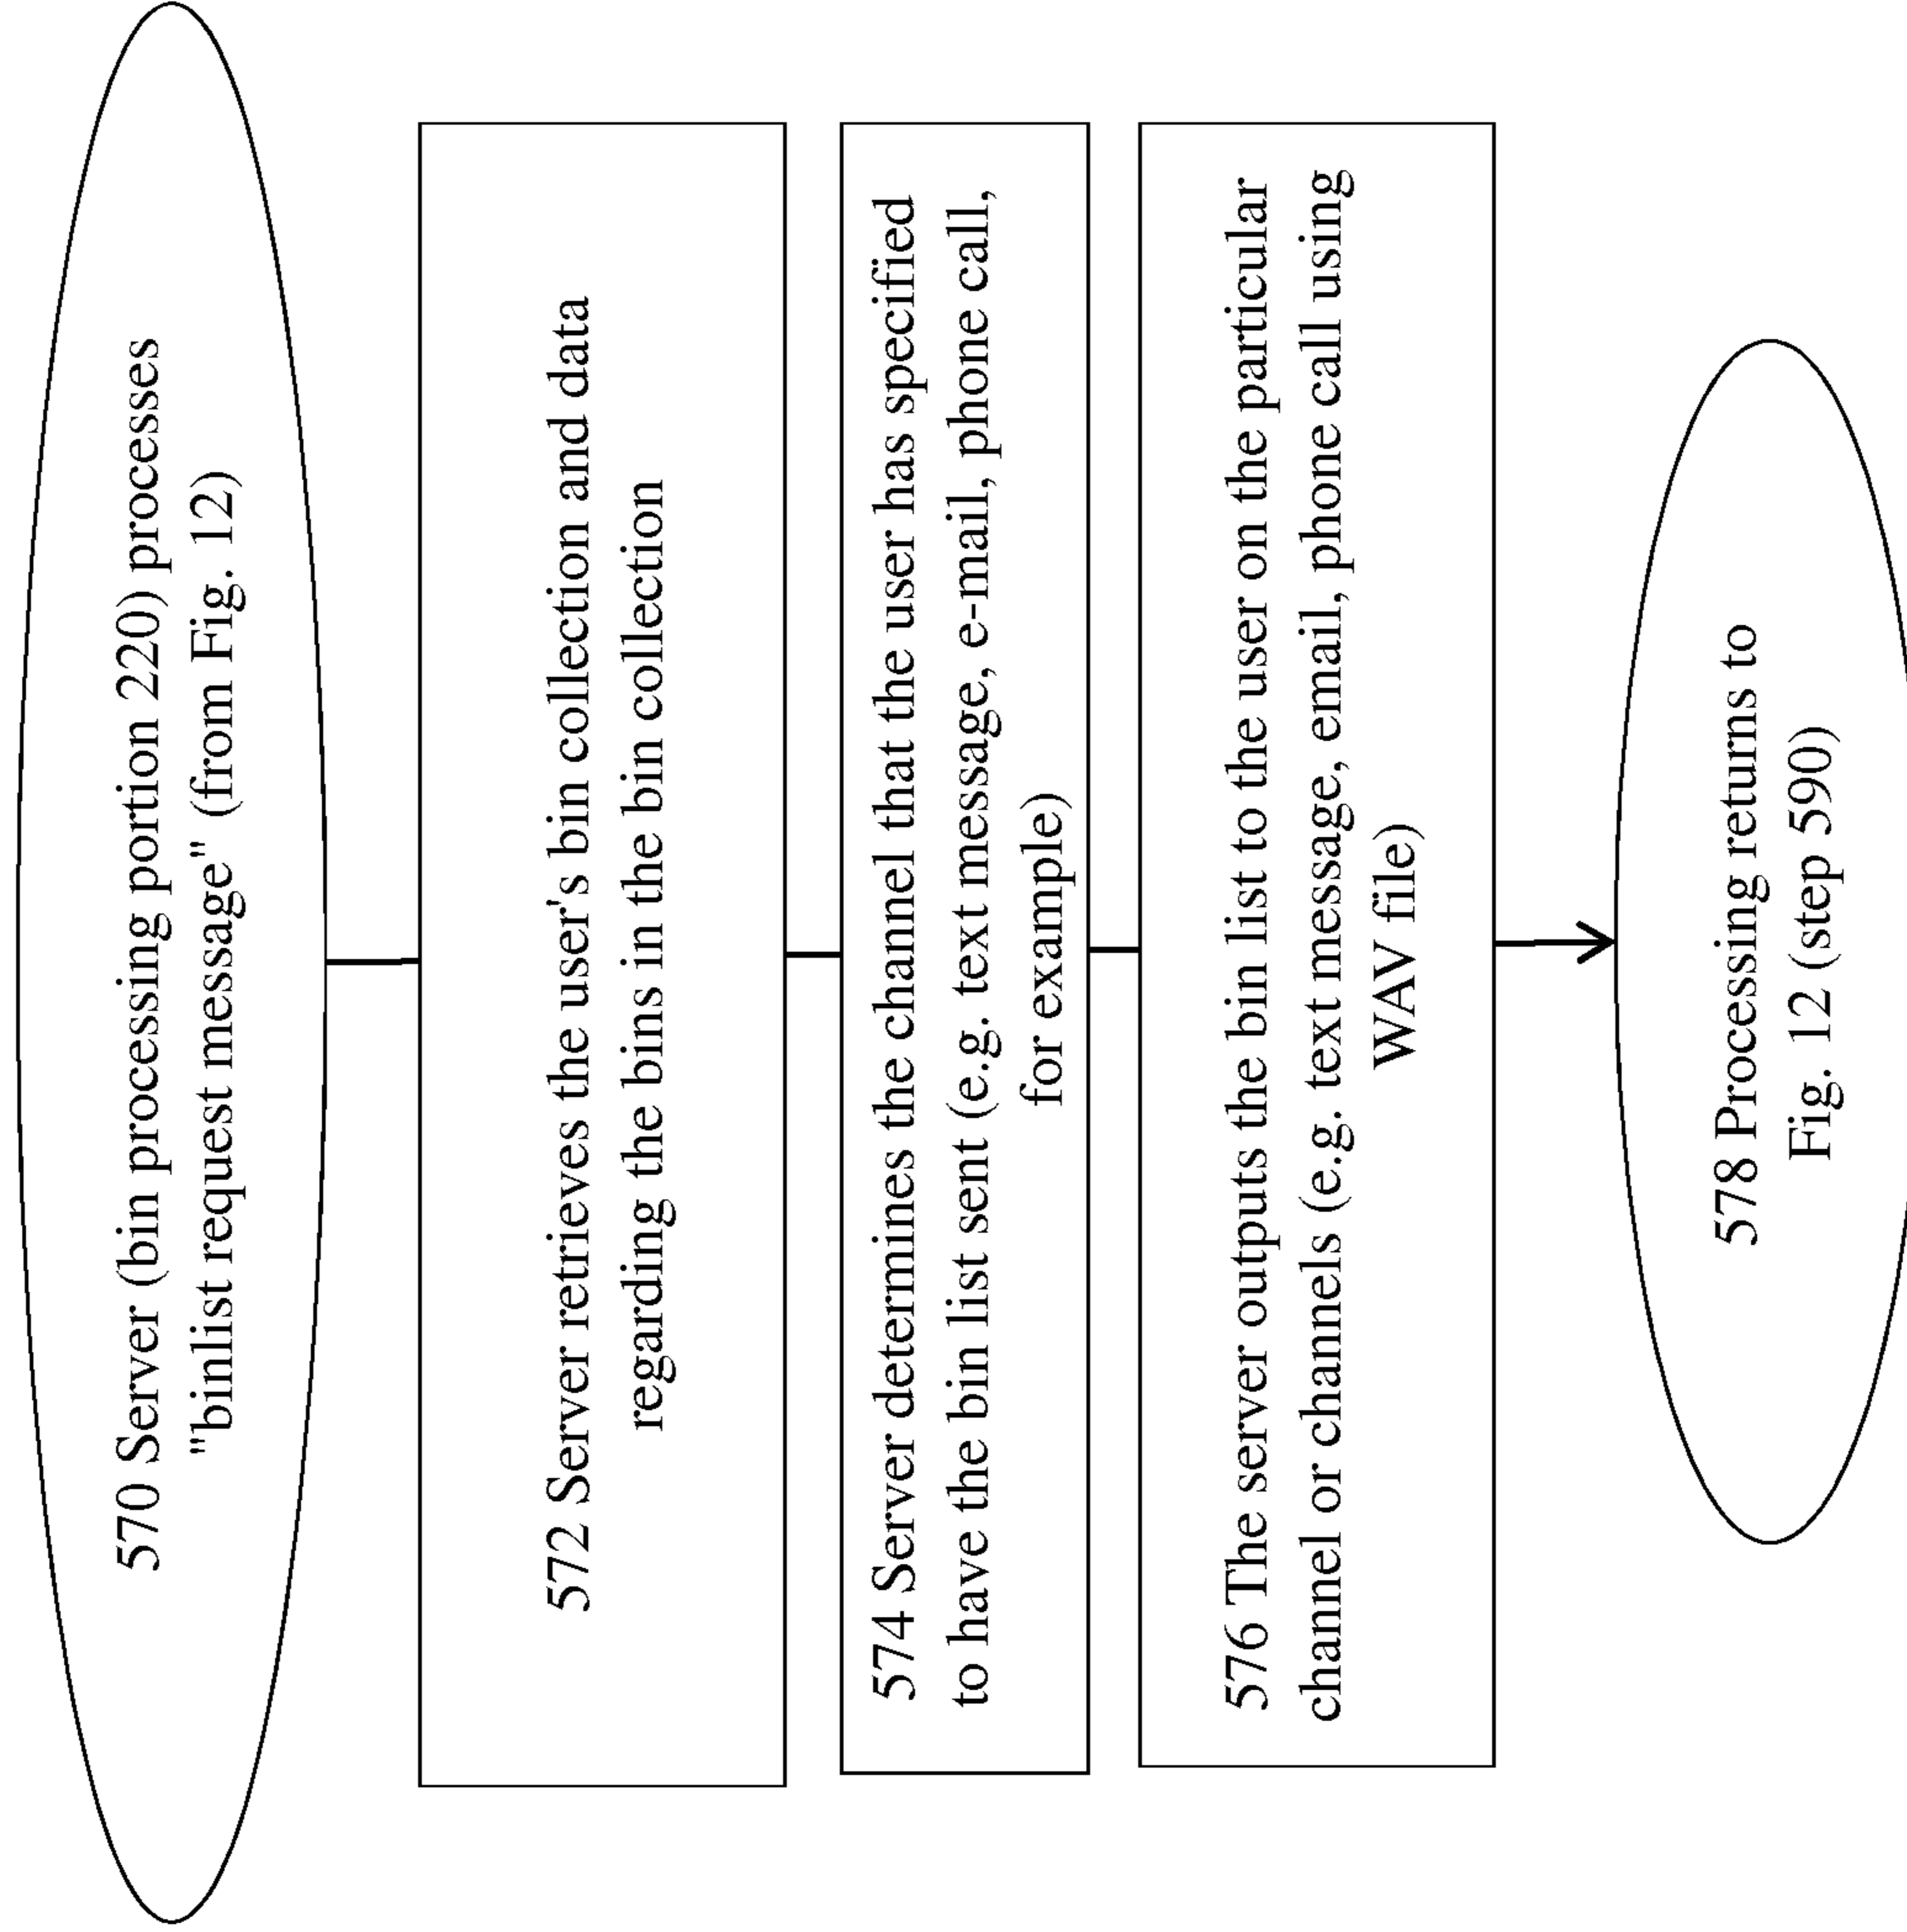 570 Server (bin processing portion 220) processes
"binlist request message" (from Fig. 12)
572 Server retrieves the user's bin collection and data
regarding the bins in the bin collection
574 Server determines the channel that the user has specified
to have the bin list sent (e.g. text message, e-mail, phone call,
for example)
576 The server outputs the bin list to the user on the particular
channel or channels (e.g. text message, email, phone call using
WAV file)
578 Processing returns to
Fig. 12 (step 590)